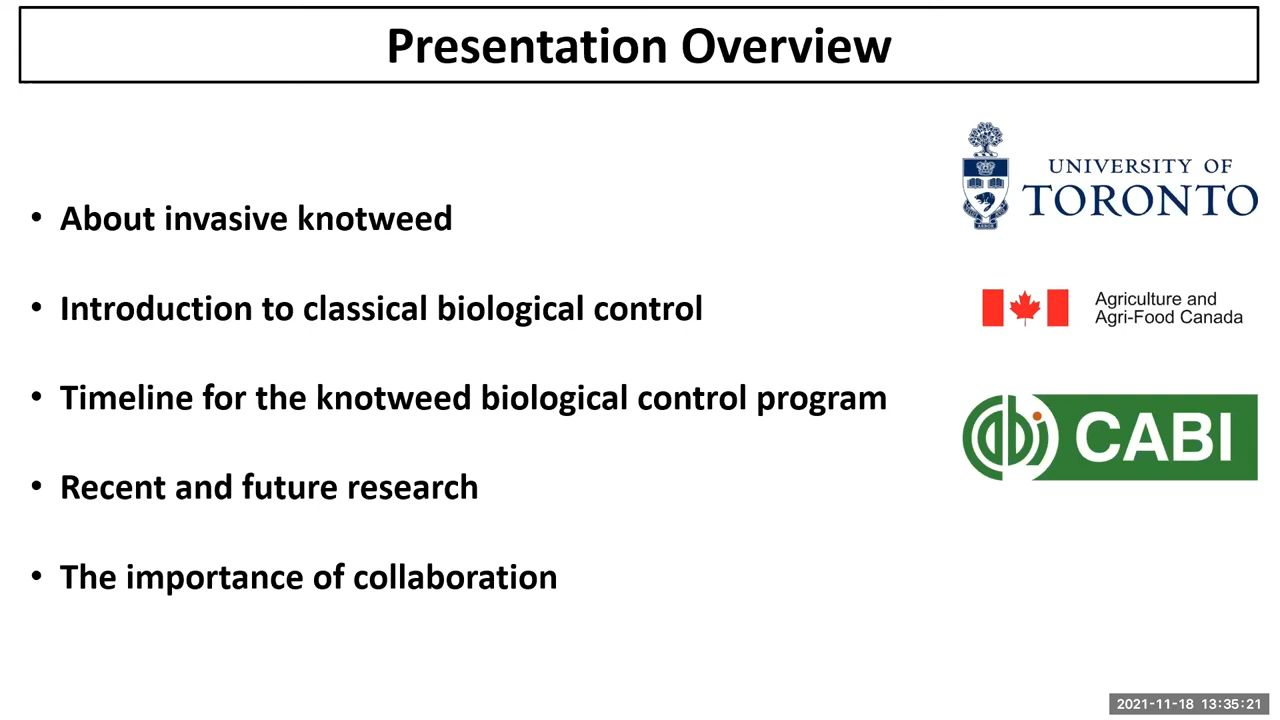 Presentation Overview
• About invasive knotweed
• Introduction to classical biological control
• Timeline for the knotweed biological control program
• Recent and future research
• The importance of collaboration
UNIVERSITY OF
TORONTO
Agriculture and
Agri-Food Canada
CABI
2021-11-18 13:35:21